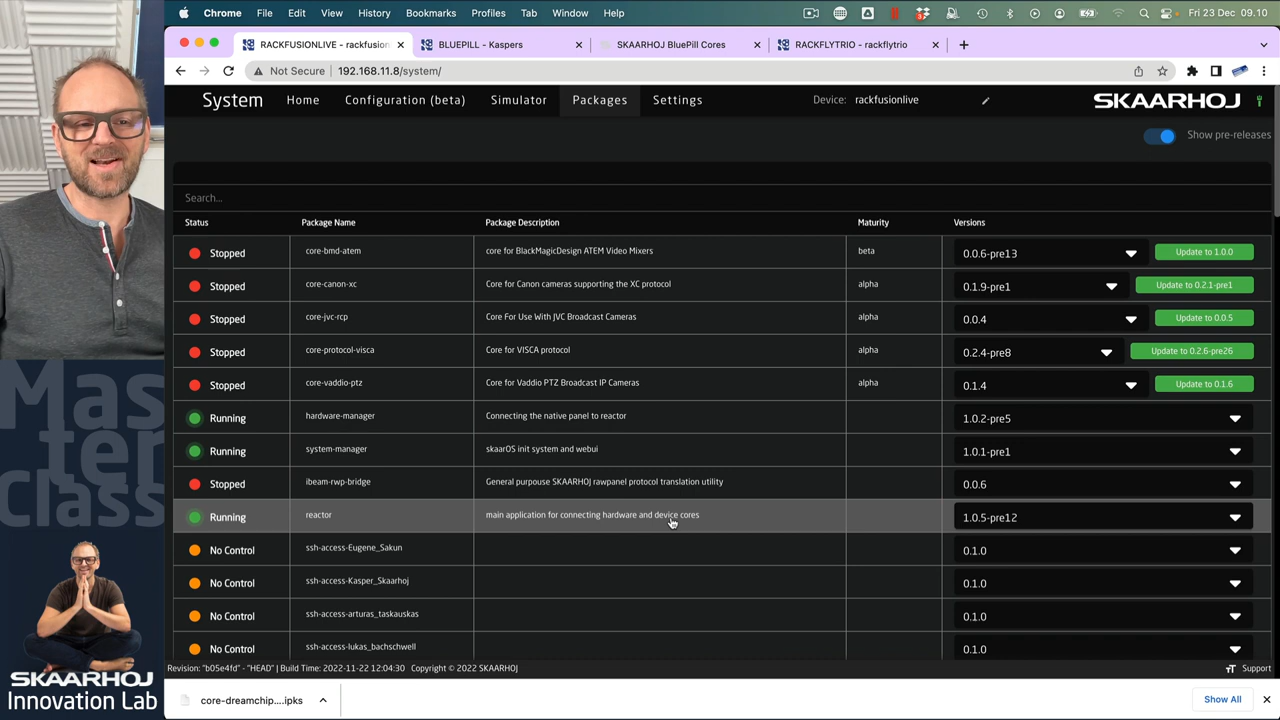 Chrome File Edit View History Bookmarks Profiles Tab Window Help 3 Fri 23 Dec 09.10
RACKFUSIONLIVE - rackfusion BLUEPILL - Kaspers SKAARHOJ BluePill Cores RACKFLYTRIO - rackflytrio
Not Secure 192.168.11.8/system/
System Home Configuration (beta) Simulator Packages Settings Device: rackfusionlive SKAARHOJ
Show pre-releases
Search...
Status Package Name Package Description Maturity Versions
Stopped core-bmd-atem core for BlackMagicDesign ATEM Video Mixers beta 0.0.6-pre13 Update to 1.0.0
Stopped core-canon-xc Core for Canon cameras supporting the XC protocol alpha 0.1.9-pre1 Update to 0.2.1-pre1
Stopped core-jvc-rcp Core For Use With JVC Broadcast Cameras alpha 0.0.4 Update to 0.0.5
Stopped core-protocol-visca Core for VISCA protocol alpha 0.2.4-pre8 Update to 0.2.6-pre26
Stopped core-vaddio-ptz Core for Vaddio PTZ Broadcast IP Cameras alpha 0.1.4 Update to 0.1.6
Running hardware-manager Connecting the native panel to reactor 1.0.2-pre5
Running system-manager skaarOS init system and webui 1.0.1-pre1
Stopped ibeam-rwp-bridge General purpouse SKAARHOJ rawpanel protocol translation utility 0.0.6
Running reactor main application for connecting hardware and device cores 1.0.5-pre12
No Control ssh-access-Eugene_Sakun 0.1.0
No Control ssh-access-Kasper_Skaarhoj 0.1.0
No Control ssh-access-arturas_taskauskas 0.1.0
No Control ssh-access-lukas_bachschwell 0.1.0
Revision: "b05e4fd" - "HEAD" | Build Time: 2022-11-22 12:04:30 Copyright © 2022 SKAARHOJ Support
core-dreamchip....ipks Show All
Mas
ter
Class
SKAARHOJ
Innovation Lab